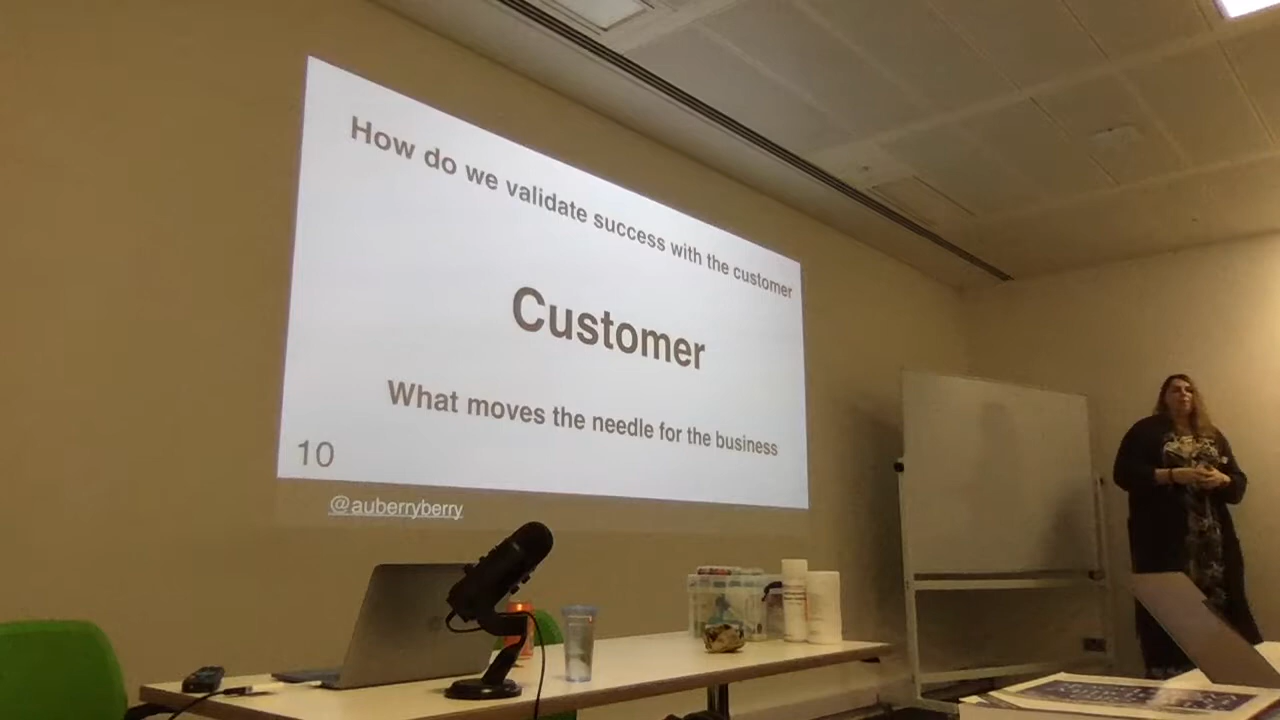 How do we validate success with the customer
Customer
What moves the needle for the business
10
@auberryberry